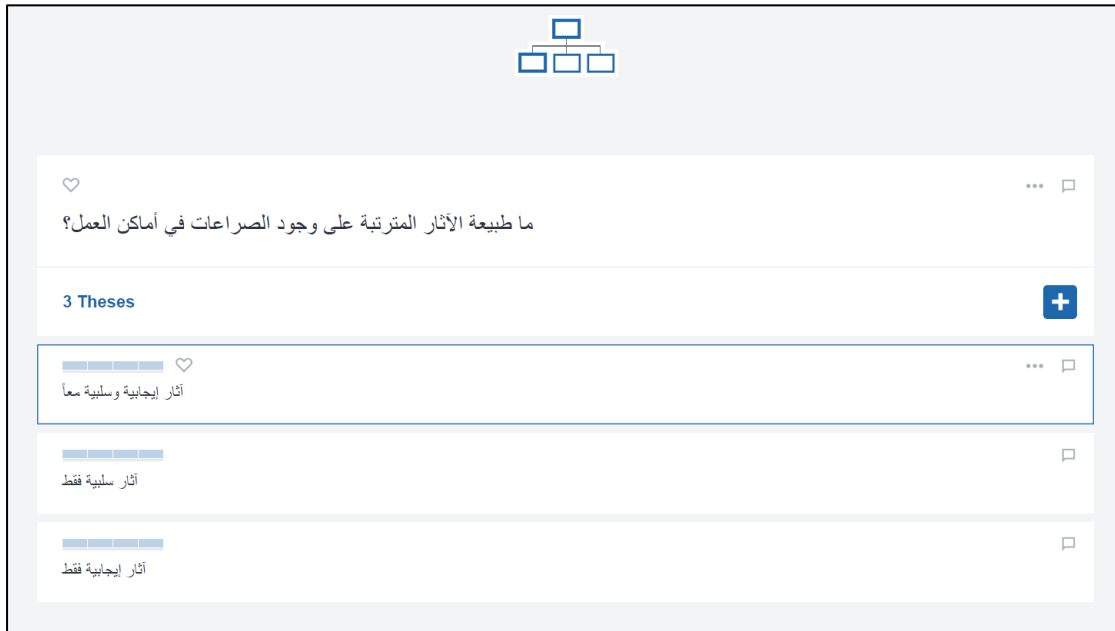 ما طبيعة الآثار المترتبة على وجود الصراعات في أماكن العمل؟
3 Theses
آثار إيجابية وسلبية معاً
آثار سلبية فقط
آثار إيجابية فقط